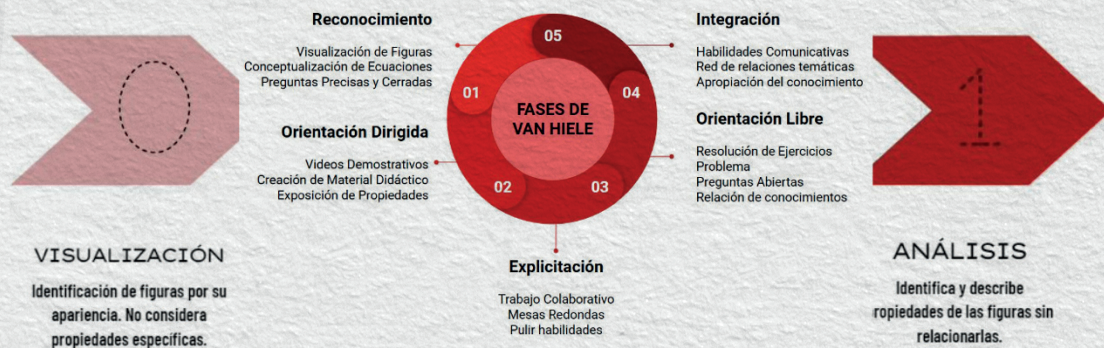 0
VISUALIZACIÓN
Identificación de figuras por su
apariencia. No considera
propiedades específicas.
Reconocimiento
Visualización de Figuras
Conceptualización de Ecuaciones
Preguntas Precisas y Cerradas
Orientación Dirigida
Videos Demostrativos
Creación de Material Didáctico
Exposición de Propiedades
FASES DE
VAN HIELE
01
02
03
04
05
Explicitación
Trabajo Colaborativo
Mesas Redondas
Pulir habilidades
Integración
Habilidades Comunicativas
Red de relaciones temáticas
Apropiación del conocimiento
Orientación Libre
Resolución de Ejercicios
Problema
Preguntas Abiertas
Relación de conocimientos
1
ANÁLISIS
Identifica y describe
ropiedades de las figuras sin
relacionarlas.